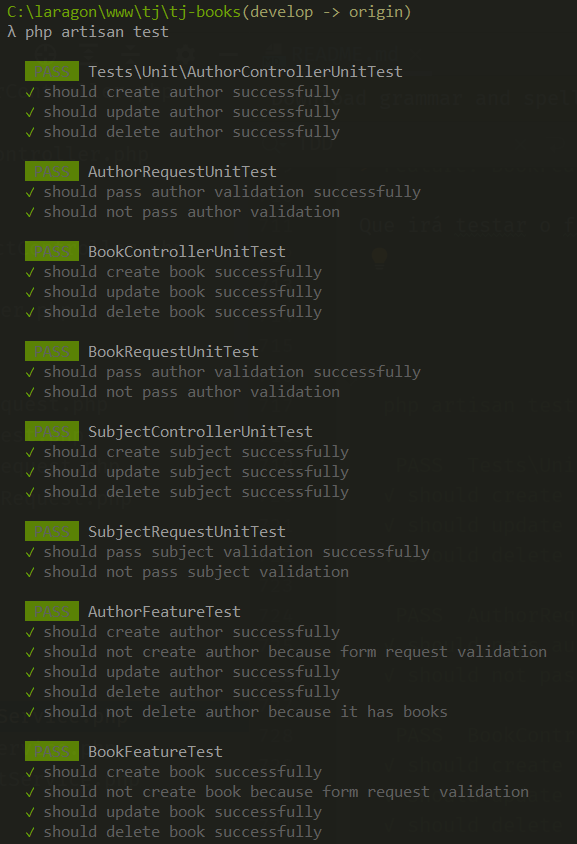 C:\laragon\www\tj\tj-books(develop -> origin)
λ php artisan test
PASS Tests\Unit\AuthorControllerUnitTest
✓ should create author successfully
✓ should update author successfully
✓ should delete author successfully
PASS AuthorRequestUnitTest
✓ should pass author validation successfully
✓ should not pass author validation
PASS BookControllerUnitTest
✓ should create book successfully
✓ should update book successfully
✓ should delete book successfully
PASS BookRequestUnitTest
✓ should pass author validation successfully
✓ should not pass author validation
PASS SubjectControllerUnitTest
✓ should create subject successfully
✓ should update subject successfully
✓ should delete subject successfully
PASS SubjectRequestUnitTest
✓ should pass subject validation successfully
✓ should not pass subject validation
PASS AuthorFeatureTest
✓ should create author successfully
✓ should not create author because form request validation
✓ should update author successfully
✓ should delete author successfully
✓ should not delete author because it has books
PASS BookFeatureTest
✓ should create book successfully
✓ should not create book because form request validation
✓ should update book successfully
✓ should delete book successfully